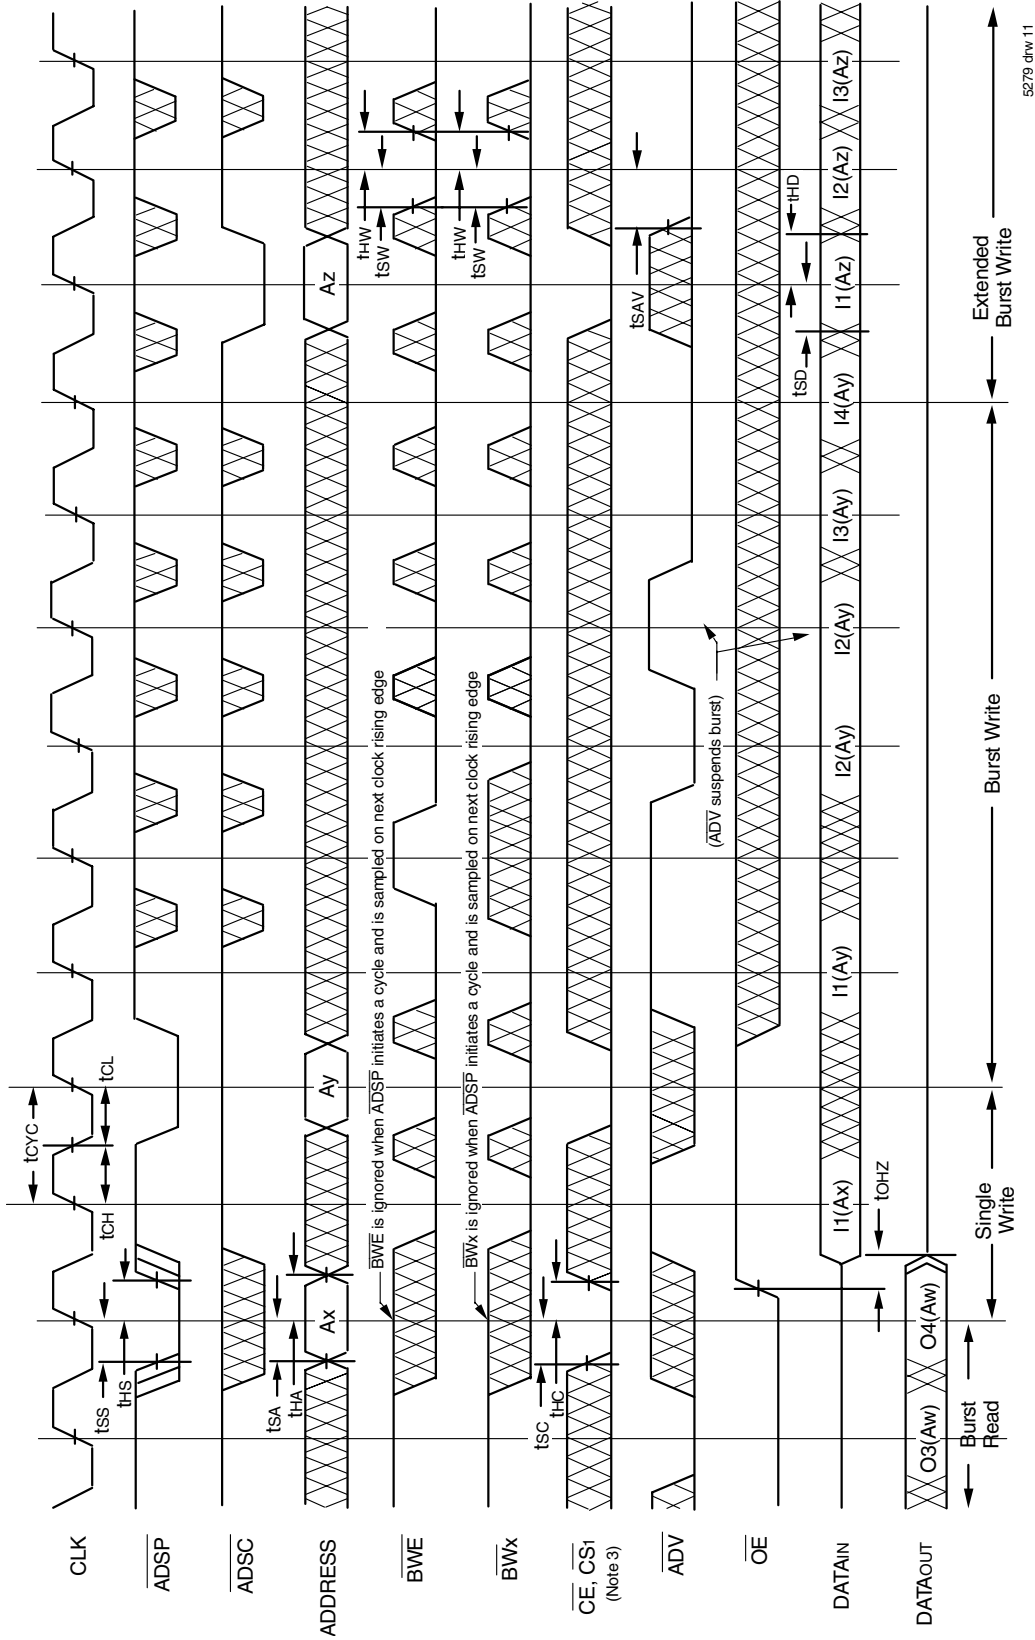 CLK
tCYC
tCH
tCL
ADSP
tSS
tHS
ADSC
ADDRESS
tSA
tHA
Ax
Ay
Az
BWE
BWE is ignored when ADSP initiates a cycle and is sampled on next clock rising edge
tHW
tSW
BWx
BWx is ignored when ADSP initiates a cycle and is sampled on next clock rising edge
tHW
tSW
CE, CS1
(Note 3)
tSC
tHC
ADV
tSAV
(ADV suspends burst)
OE
tOHZ
DATAIN
I1(Ax)
I1(Ay)
I2(Ay)
I2(Ay)
I3(Ay)
I4(Ay)
I1(Az)
I2(Az)
I3(Az)
tSD
tHD
DATAOUT
O3(Aw)
O4(Aw)
Burst
Read
Single
Write
Burst Write
Extended
Burst Write
5279 drw 11